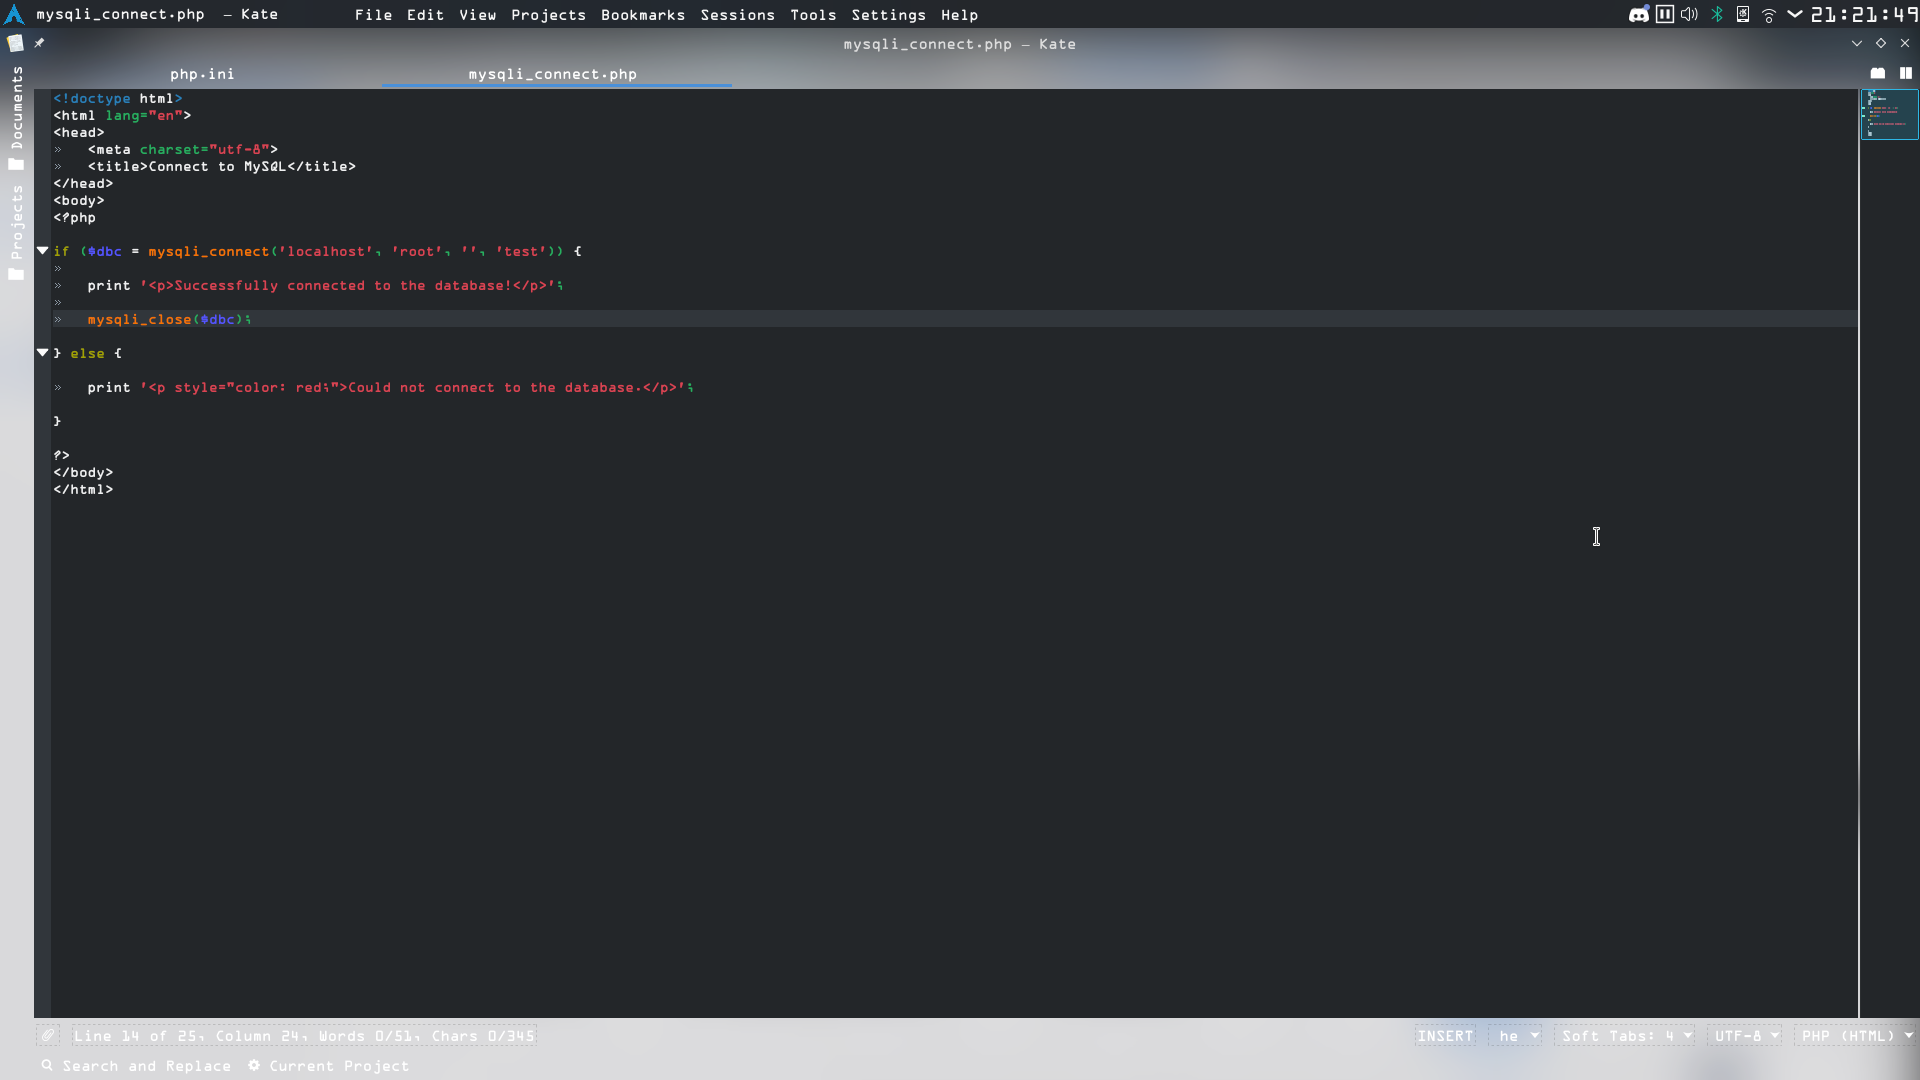 mysqli_connect.php — Kate File Edit View Projects Bookmarks Sessions Tools Settings Help 21:21:49
mysqli_connect.php — Kate
php.ini mysqli_connect.php
Documents
Projects
<!doctype html>
<html lang="en">
<head>
» <meta charset="utf-8">
» <title>Connect to MySQL</title>
</head>
<body>
<?php
if ($dbc = mysqli_connect('localhost', 'root', '', 'test')) {
»
» print '<p>Successfully connected to the database!</p>';
»
» mysqli_close($dbc);
} else {
» print '<p style="color: red;">Could not connect to the database.</p>';
}
?>
</body>
</html>
Line 14 of 25, Column 24, Words 0/51, Chars 0/345 INSERT he Soft Tabs: 4 UTF-8 PHP (HTML)
Search and Replace Current Project